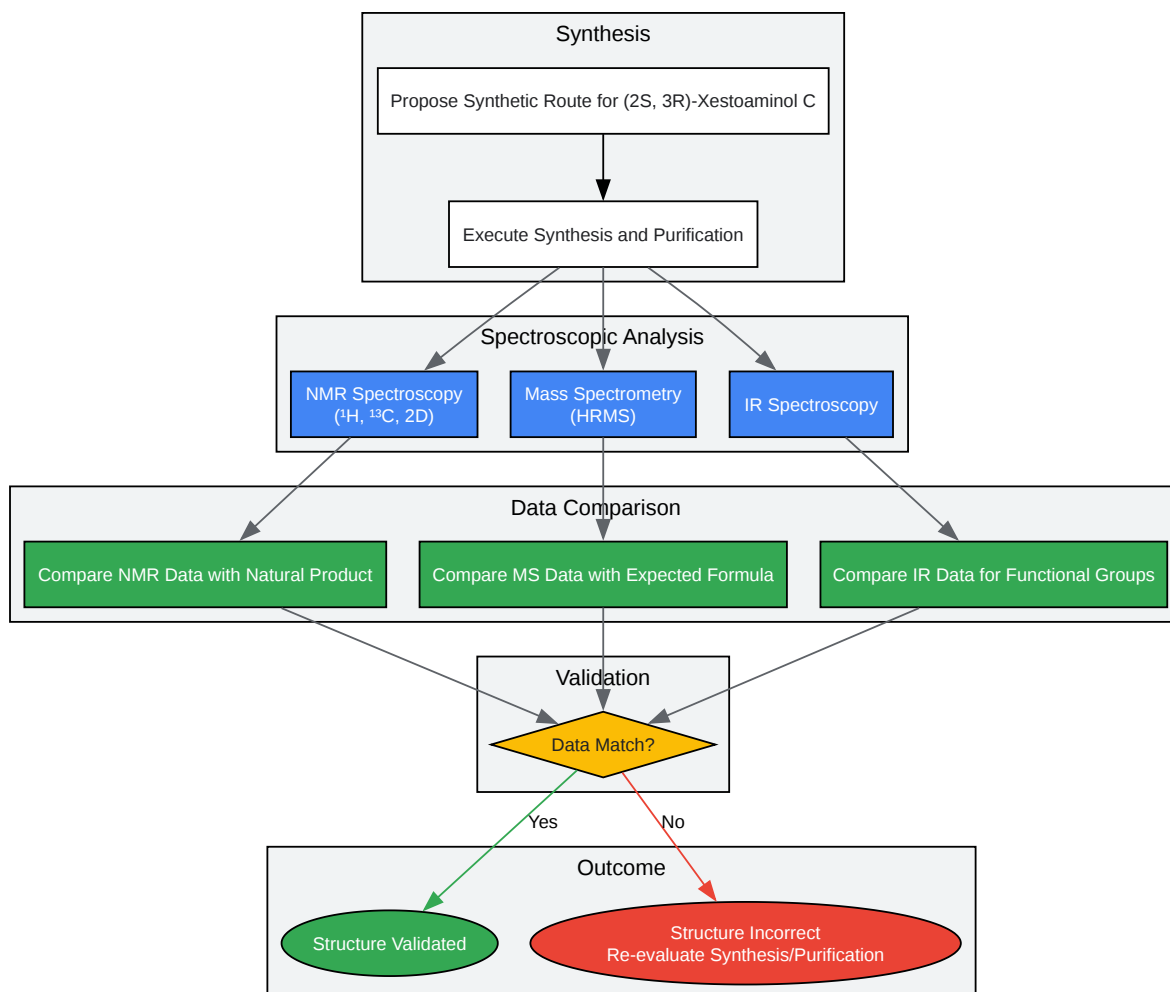 Synthesis
Propose Synthetic Route for (2S, 3R)-Xestoaminol C
Execute Synthesis and Purification
Spectroscopic Analysis
NMR Spectroscopy
(¹H, ¹³C, 2D)
Mass Spectrometry
(HRMS)
IR Spectroscopy
Data Comparison
Compare NMR Data with Natural Product
Compare MS Data with Expected Formula
Compare IR Data for Functional Groups
Validation
Data Match?
Yes
No
Outcome
Structure Validated
Structure Incorrect
Re-evaluate Synthesis/Purification